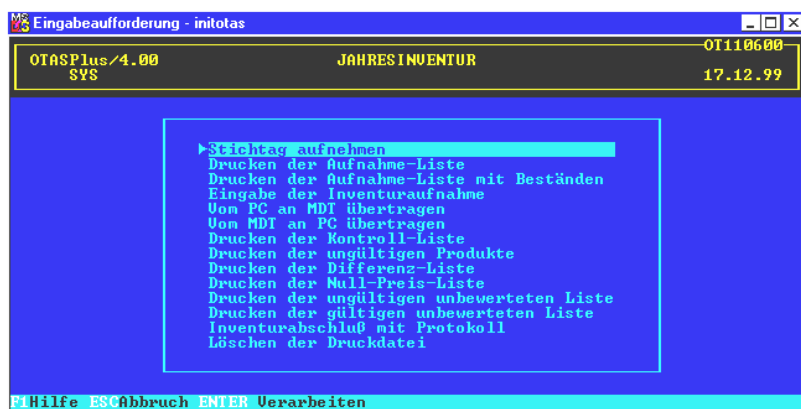 Eingabeaufforderung - initotas
OT110600
OTASPlus/4.00 JAHRESINVENTUR
SYS 17.12.99
Stichtag aufnehmen
Drucken der Aufnahme-Liste
Drucken der Aufnahme-Liste mit Beständen
Eingabe der Inventuraufnahme
Vom PC an MDT übertragen
Vom MDT an PC übertragen
Drucken der Kontroll-Liste
Drucken der ungültigen Produkte
Drucken der Differenz-Liste
Drucken der Null-Preis-Liste
Drucken der ungültigen unbewerteten Liste
Drucken der gültigen unbewerteten Liste
Inventurabschluß mit Protokoll
Löschen der Druckdatei
F1Hilfe ESCAbbruch ENTER Verarbeiten